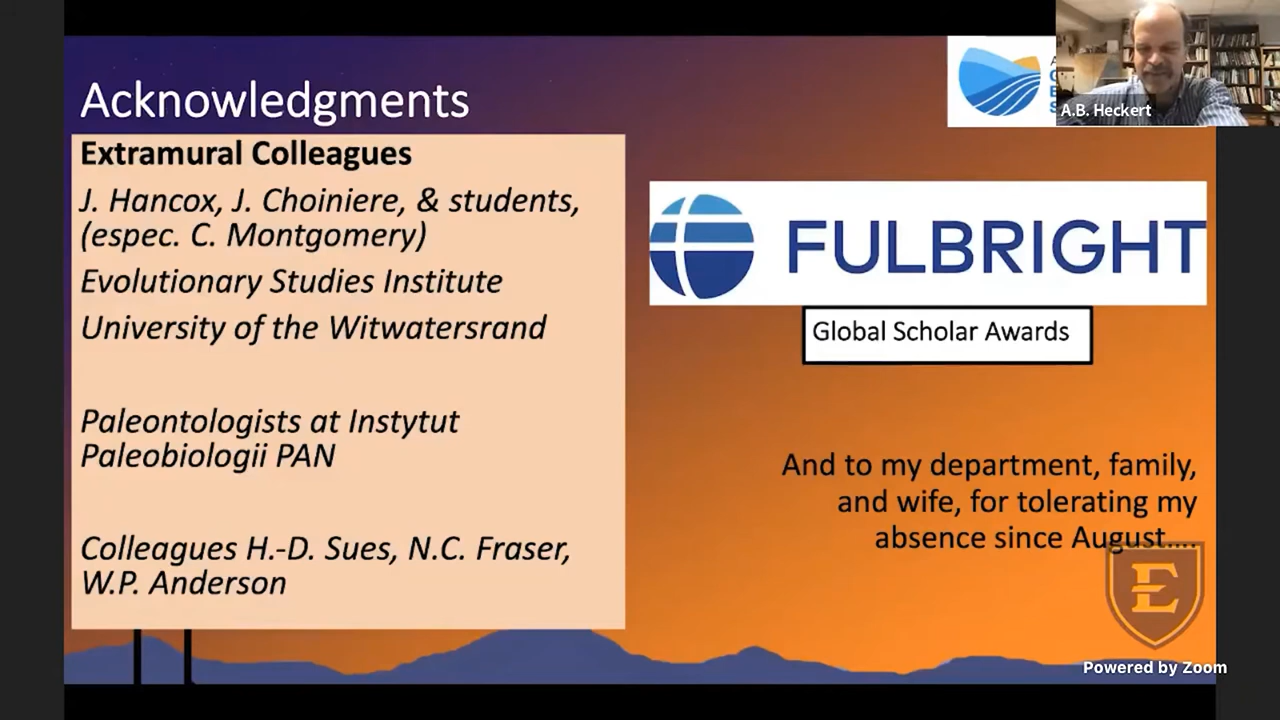 Acknowledgments
Extramural Colleagues
J. Hancox, J. Choiniere, & students,
(espec. C. Montgomery)
Evolutionary Studies Institute
University of the Witwatersrand
Paleontologists at Instytut
Paleobiologii PAN
Colleagues H.-D. Sues, N.C. Fraser,
W.P. Anderson
A.B. Heckert
FULBRIGHT
Global Scholar Awards
And to my department, family,
and wife, for tolerating my
absence since August....
E
Powered by Zoom